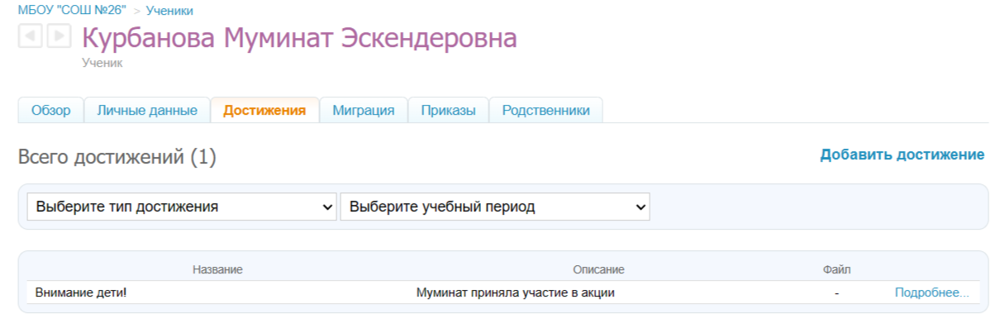 МБОУ "СОШ №26" > Ученики
Курбанова Муминат Эскендеровна
Ученик
Обзор Личные данные Достижения Миграция Приказы Родственники
Всего достижений (1) Добавить достижение
Выберите тип достижения Выберите учебный период
Название Описание Файл
Внимание дети! Муминат приняла участие в акции - Подробнее...